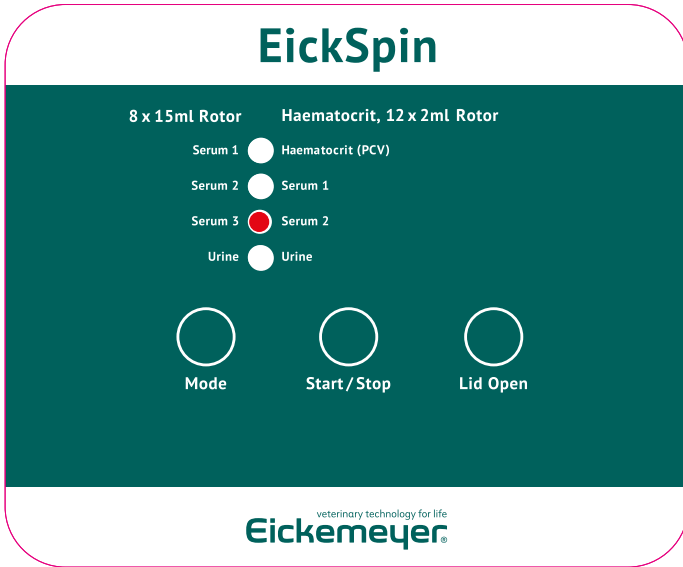 EickSpin
8 x 15ml Rotor Haematocrit, 12 x 2ml Rotor
Serum 1 Haematocrit (PCV)
Serum 2 Serum 1
Serum 3 Serum 2
Urine Urine
Mode Start / Stop Lid Open
veterinary technology for life
Eickemeyer®